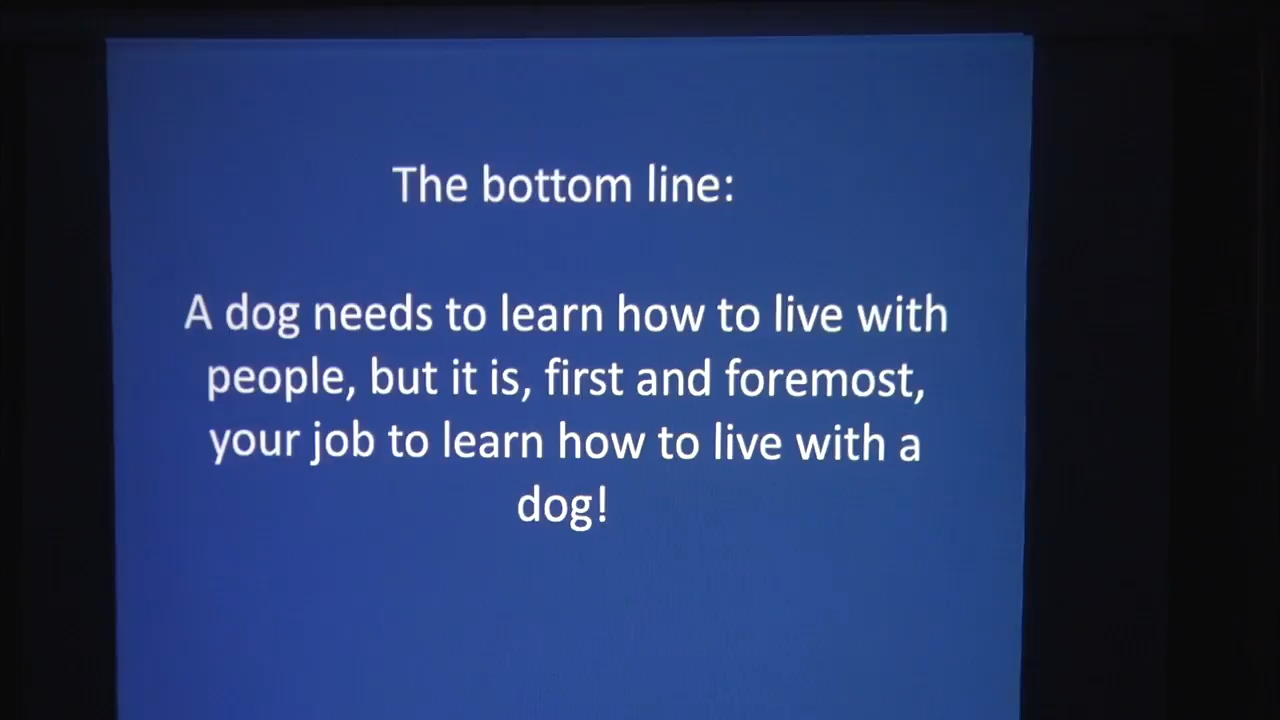 The bottom line:
A dog needs to learn how to live with
people, but it is, first and foremost,
your job to learn how to live with a
dog!